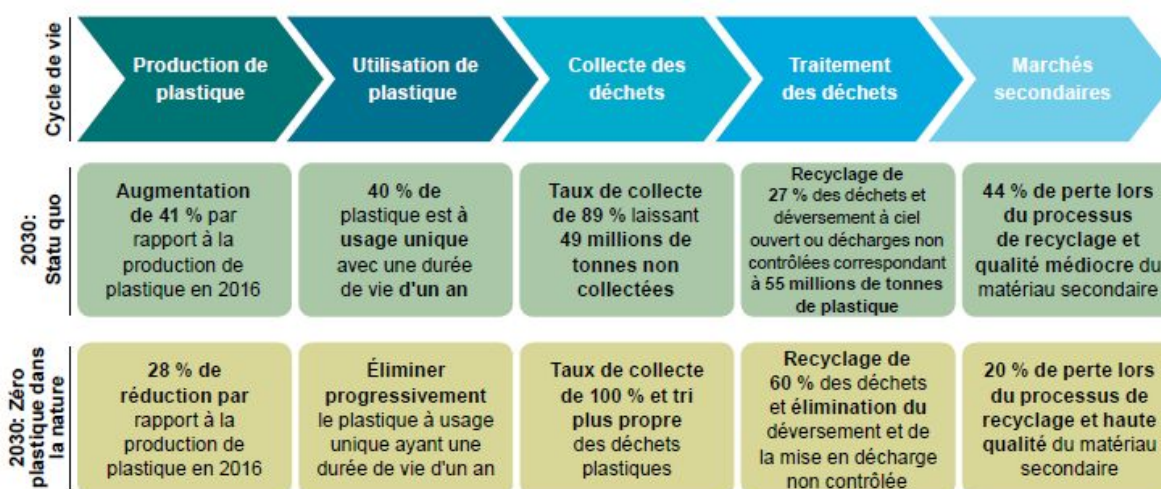 Cycle de vie
Production de
plastique
Utilisation de
plastique
Collecte des
déchets
Traitement
des déchets
Marchés
secondaires
2030:
Statu quo
Augmentation
de 41 % par
rapport à la
production de
plastique en 2016
40 % de
plastique est à
usage unique
avec une durée
de vie d'un an
Taux de collecte
de 89 % laissant
49 millions de
tonnes non
collectées
Recyclage de
27 % des déchets et
déversement à ciel
ouvert ou décharges non
contrôlées correspondant
à 55 millions de tonnes
de plastique
44 % de perte lors
du processus
de recyclage et
qualité médiocre du
matériau secondaire
2030: Zéro
plastique dans
la nature
28 % de
réduction par
rapport à la
production de
plastique en 2016
Éliminer
progressivement
le plastique à usage
unique ayant une
durée de vie d'un an
Taux de collecte
de 100 % et tri
plus propre
des déchets
plastiques
Recyclage de
60 % des déchets
et élimination du
déversement et de
la mise en décharge
non contrôlée
20 % de perte lors
du processus de
recyclage et haute
qualité du matériau
secondaire